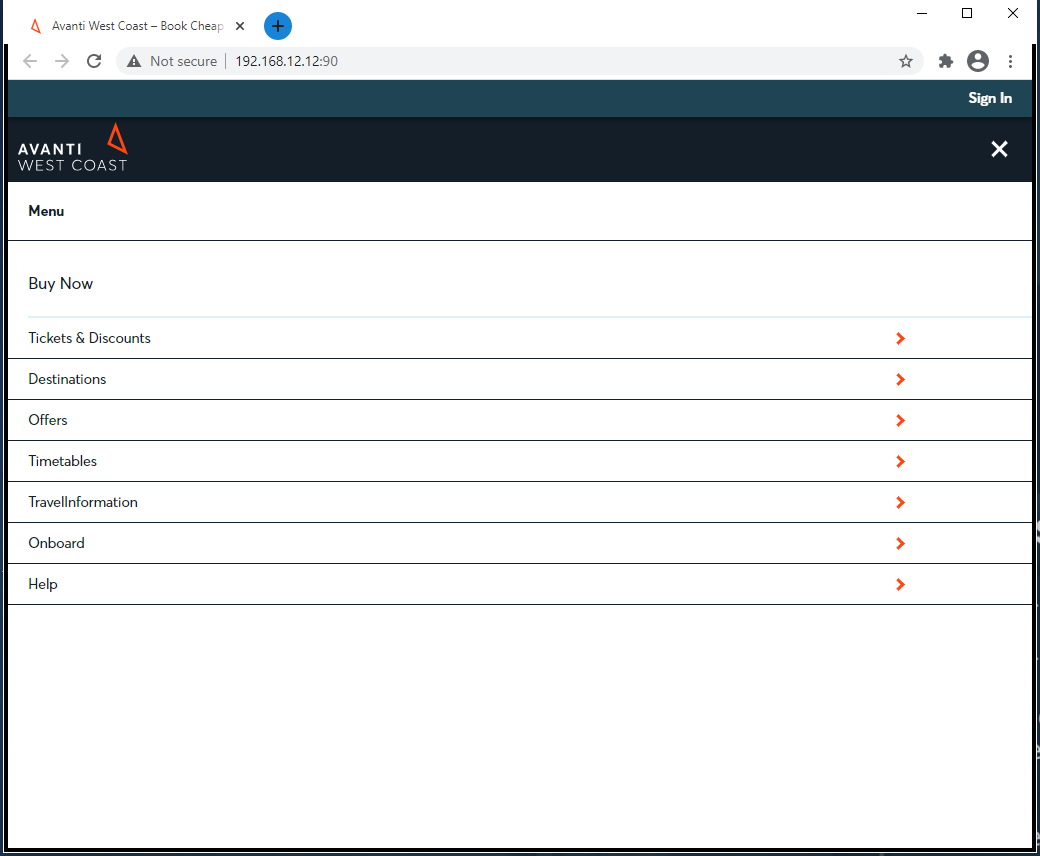 Avanti West Coast – Book Cheap
Not secure
192.168.12.12:90
Sign In
AVANTI
WEST COAST
Menu
Buy Now
Tickets & Discounts
Destinations
Offers
Timetables
TravelInformation
Onboard
Help